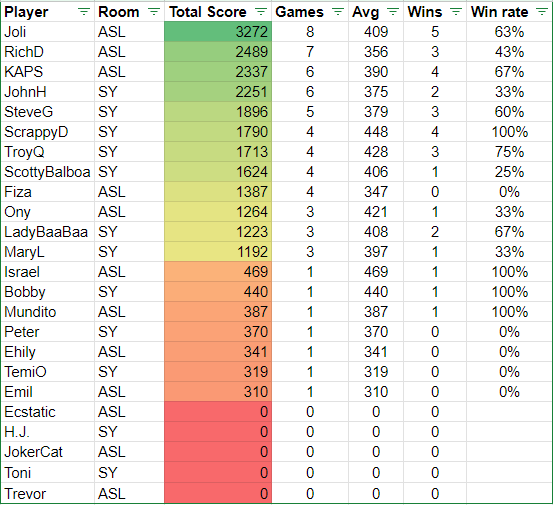 Player Room Total Score Games Avg Wins Win rate
Joli ASL 3272 8 409 5 63%
RichD ASL 2489 7 356 3 43%
KAPS ASL 2337 6 390 4 67%
JohnH SY 2251 6 375 2 33%
SteveG SY 1896 5 379 3 60%
ScrappyD SY 1790 4 448 4 100%
TroyQ SY 1713 4 428 3 75%
ScottyBalboa SY 1624 4 406 1 25%
Fiza ASL 1387 4 347 0 0%
Ony ASL 1264 3 421 1 33%
LadyBaaBaa SY 1223 3 408 2 67%
MaryL SY 1192 3 397 1 33%
Israel ASL 469 1 469 1 100%
Bobby SY 440 1 440 1 100%
Mundito ASL 387 1 387 1 100%
Peter SY 370 1 370 0 0%
Ehily ASL 341 1 341 0 0%
TemiO SY 319 1 319 0 0%
Emil ASL 310 1 310 0 0%
Ecstatic ASL 0 0 0 0
H.J. SY 0 0 0 0
JokerCat ASL 0 0 0 0
Toni SY 0 0 0 0
Trevor ASL 0 0 0 0